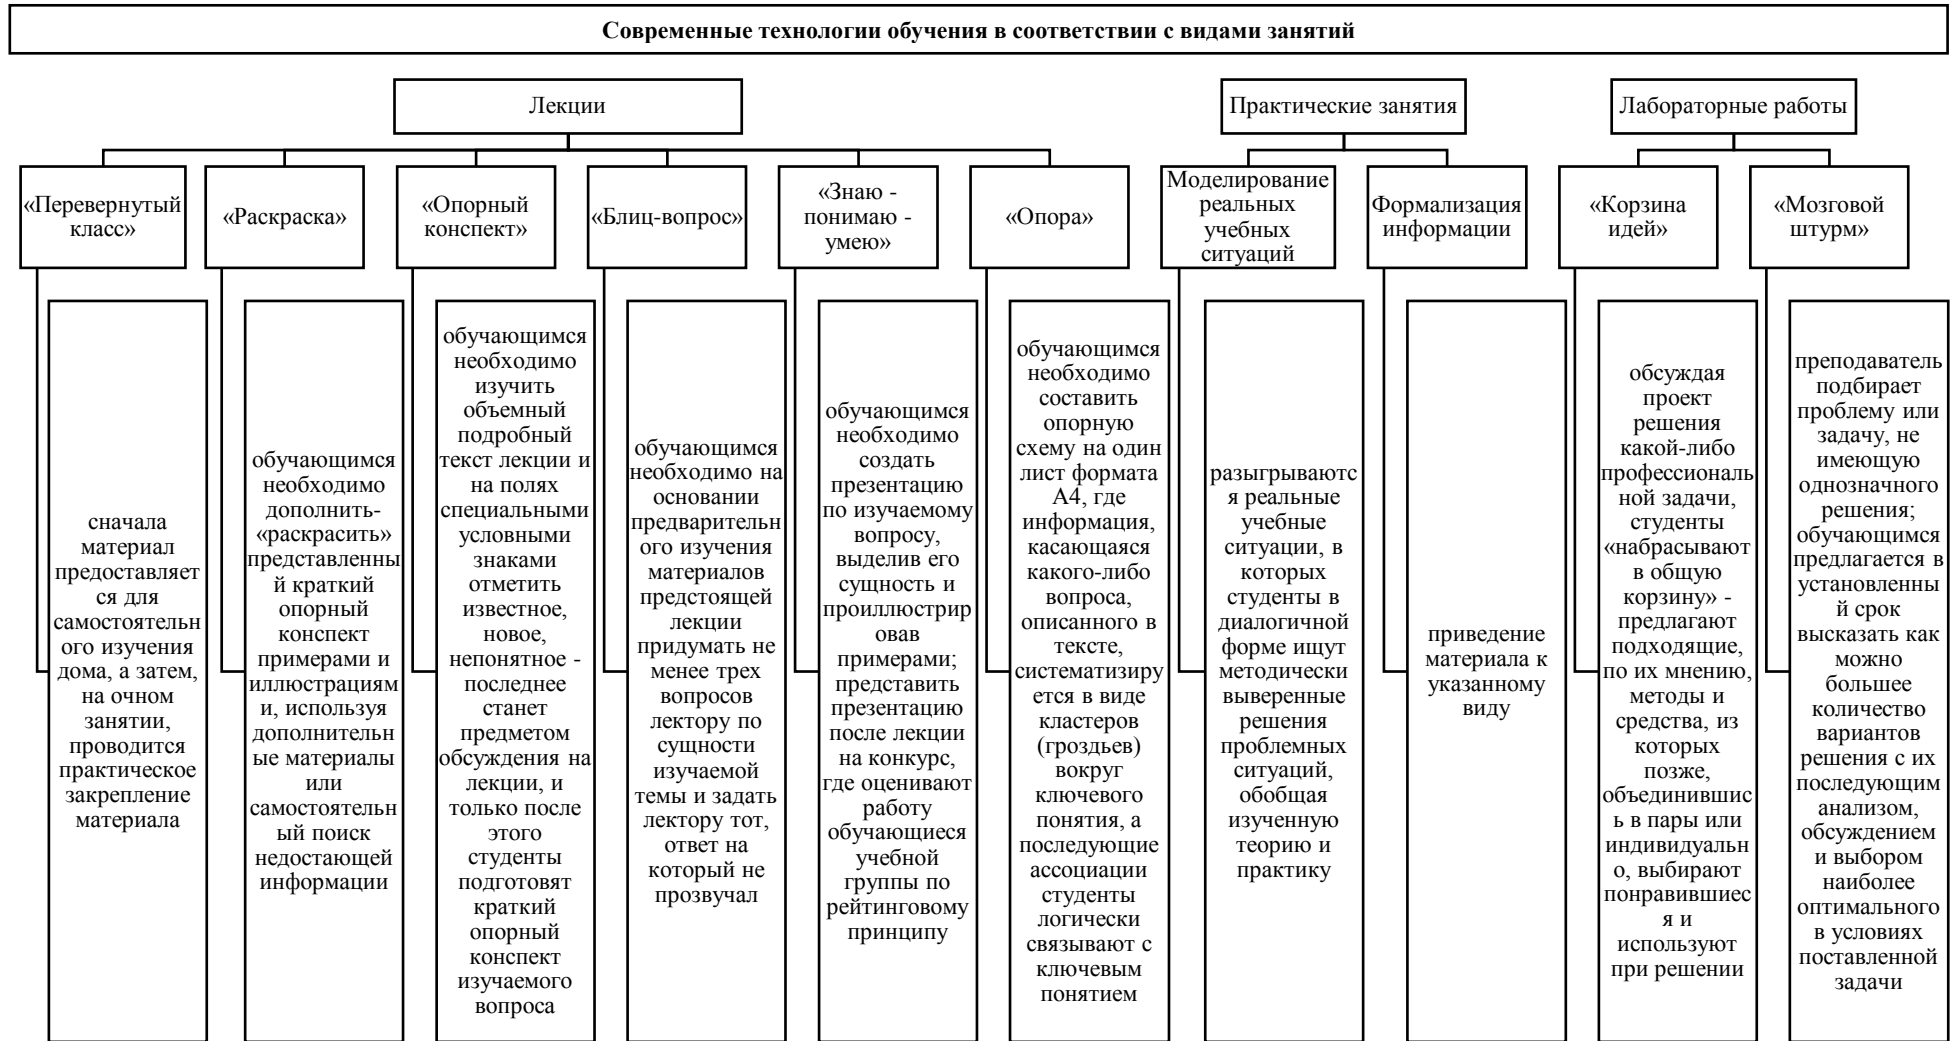 Современные технологии обучения в соответствии с видами занятий
Лекции
Практические занятия
Лабораторные работы
«Перевернутый
класс»
«Раскраска»
«Опорный
конспект»
«Блиц-вопрос»
«Знаю -
понимаю -
умею»
«Опора»
Моделирование
реальных
учебных
ситуаций
Формализация
информации
«Корзина
идей»
«Мозговой
штурм»
сначала
материал
предоставляет
ся для
самостоятельн
ого изучения
дома, а затем,
на очном
занятии,
проводится
практическое
закрепление
материала
обучающимся
необходимо
дополнить-
«раскрасить»
представленны
й краткий
опорный
конспект
примерами и
иллюстрациям
и, используя
дополнительн
ые материалы
или
самостоятельн
ый поиск
недостающей
информации
обучающимся
необходимо
изучить
объемный
подробный
текст лекции и
на полях
специальными
условными
знаками
отметить
известное,
новое,
непонятное -
последнее
станет
предметом
обсуждения на
лекции, и
только после
этого
студенты
подготовят
краткий
опорный
конспект
изучаемого
вопроса
обучающимся
необходимо на
основании
предварительн
ого изучения
материалов
предстоящей
лекции
придумать не
менее трех
вопросов
лектору по
сущности
изучаемой
темы и задать
лектору тот,
ответ на
который не
прозвучал
обучающимся
необходимо
создать
презентацию
по изучаемому
вопросу,
выделив его
сущность и
проиллюстрир
овав
примерами;
представить
презентацию
после лекции
на конкурс,
где оценивают
работу
обучающиеся
учебной
группы по
рейтинговому
принципу
обучающимся
необходимо
составить
опорную
схему на один
лист формата
А4, где
информация,
касающаяся
какого-либо
вопроса,
описанного в
тексте,
систематизиру
ется в виде
кластеров
(гроздьев)
вокруг
ключевого
понятия, а
последующие
ассоциации
студенты
логически
связывают с
ключевым
понятием
разыгрываютс
я реальные
учебные
ситуации, в
которых
студенты в
диалогичной
форме ищут
методически
выверенные
решения
проблемных
ситуаций,
обобщая
изученную
теорию и
практику
приведение
материала к
указанному
виду
обсуждая
проект
решения
какой-либо
профессиональ
ной задачи,
студенты
«набрасывают
в общую
корзину» -
предлагают
подходящие,
по их мнению,
методы и
средства, из
которых
позже,
объединившис
ь в пары или
индивидуальн
о, выбирают
понравившиес
я и
используют
при решении
преподаватель
подбирает
проблему или
задачу, не
имеющую
однозначного
решения;
обучающимся
предлагается в
установленны
й срок
высказать как
можно
большее
количество
вариантов
решения с их
последующим
анализом,
обсуждением
и выбором
наиболее
оптимального
в условиях
поставленной
задачи